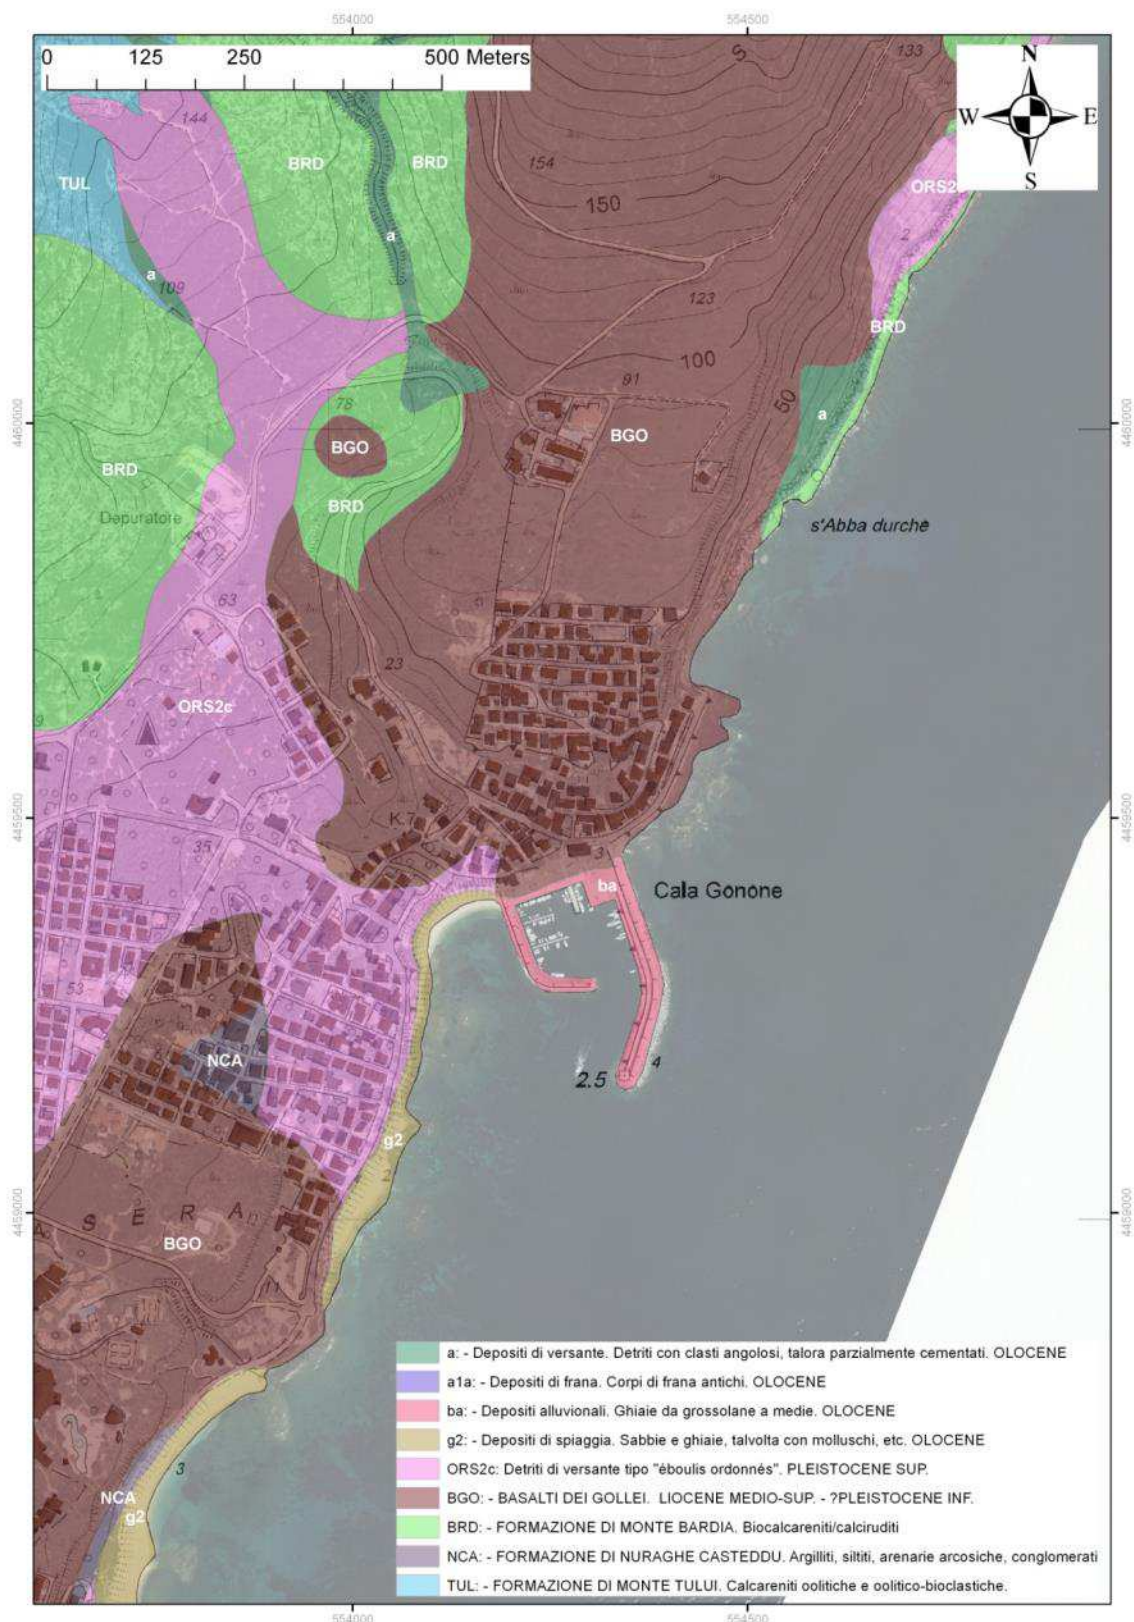 554000
554500
0 125 250 500 Meters
N
W E
S
133
144
BRD
BRD
154
TUL
150
ORS2
2
a
a
109
123
BRD
100
91
50
78
a
BGO
BGO
4460000
4460000
BRD
BRD
Depuratore
s'Abba durche
63
23
ORS2c
K.7
4459500
4459500
35
3
ba
Cala Gonone
53
NCA
2.5
4
g2
2
4459000
4459000
S E R A
BGO
11
a: - Depositi di versante. Detriti con clasti angolosi, talora parzialmente cementati. OLOCENE
a1a: - Depositi di frana. Corpi di frana antichi. OLOCENE
ba: - Depositi alluvionali. Ghiaie da grossolane a medie. OLOCENE
g2: - Depositi di spiaggia. Sabbie e ghiaie, talvolta con molluschi, etc. OLOCENE
ORS2c: Detriti di versante tipo "éboulis ordonnés". PLEISTOCENE SUP.
BGO: - BASALTI DEI GOLLEI. LIOCENE MEDIO-SUP. - ?PLEISTOCENE INF.
BRD: - FORMAZIONE DI MONTE BARDIA. Biocalcareniti/calciruditi
NCA: - FORMAZIONE DI NURAGHE CASTEDDU. Argilliti, siltiti, arenarie arcosiche, conglomerati
TUL: - FORMAZIONE DI MONTE TULUI. Calcareniti oolitiche e oolitico-bioclastiche.
3
NCA
g2
554000
554500